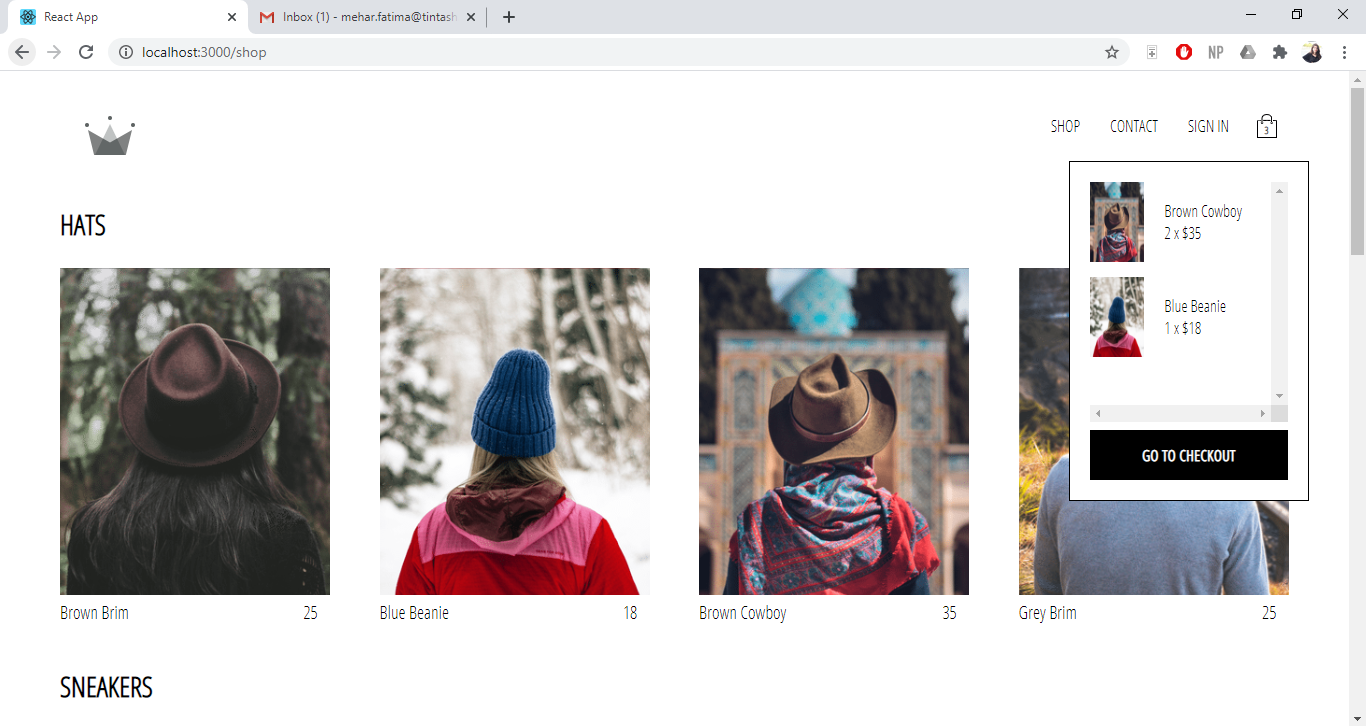 React App
Inbox (1) - mehar.fatima@tintash
localhost:3000/shop
NP
SHOP CONTACT SIGN IN 3
Brown Cowboy
2 x $35
Blue Beanie
1 x $18
GO TO CHECKOUT
HATS
Brown Brim 25
Blue Beanie 18
Brown Cowboy 35
Grey Brim 25
SNEAKERS